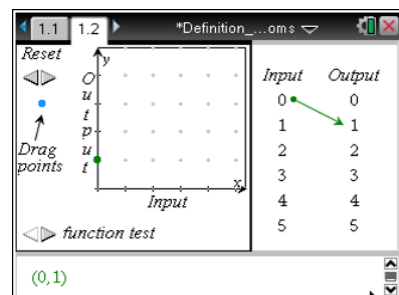 1.1 1.2 *Definition_...oms
Reset
y
Output
Drag points
x
Input
function test
Input Output
0 0
1 1
2 2
3 3
4 4
5 5
(0,1)